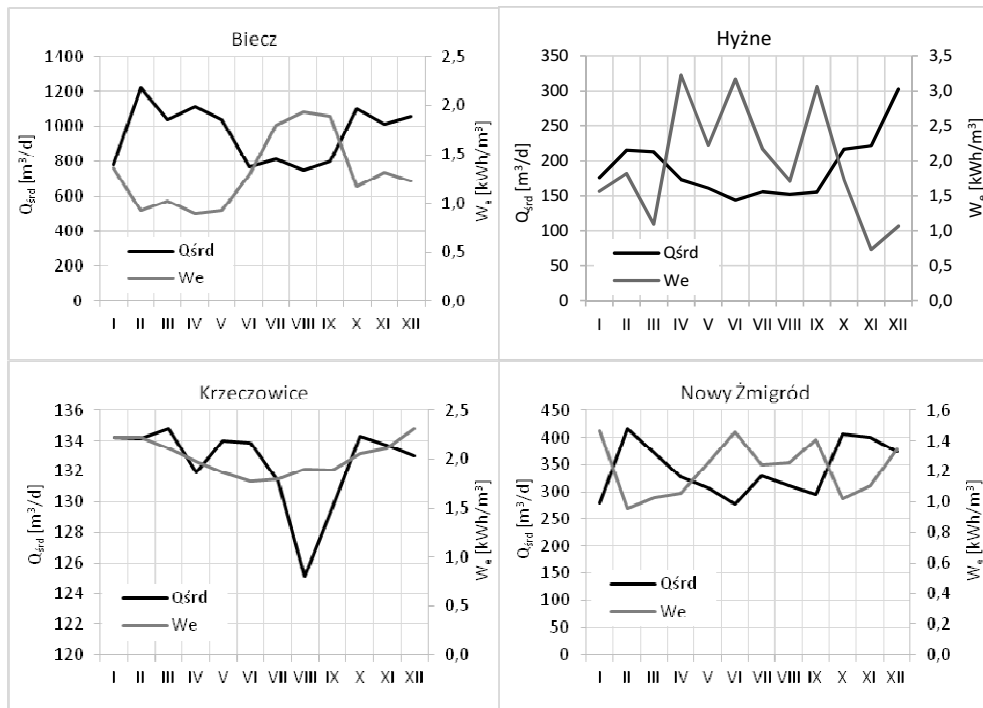 Biecz
1400
1200
1000
800
600
400
200
0
Qśrd [m³/d]
2,5
2,0
1,5
1,0
0,5
0,0
We [kWh/m³]
Qśrd
We
I II III IV V VI VII VIII IX X XI XII
Hyżne
350
300
250
200
150
100
50
0
Qśrd [m³/d]
3,5
3,0
2,5
2,0
1,5
1,0
0,5
0,0
We [kWh/m³]
Qśrd
We
I II III IV V VI VII VIII IX X XI XII
Krzeczowice
136
134
132
130
128
126
124
122
120
Qśrd [m³/d]
2,5
2,0
1,5
1,0
0,5
0,0
We [kWh/m³]
Qśrd
We
I II III IV V VI VII VIII IX X XI XII
Nowy Żmigród
450
400
350
300
250
200
150
100
50
0
Qśrd [m³/d]
1,6
1,4
1,2
1,0
0,8
0,6
0,4
0,2
0,0
We [kWh/m³]
Qśrd
We
I II III IV V VI VII VIII IX X XI XII